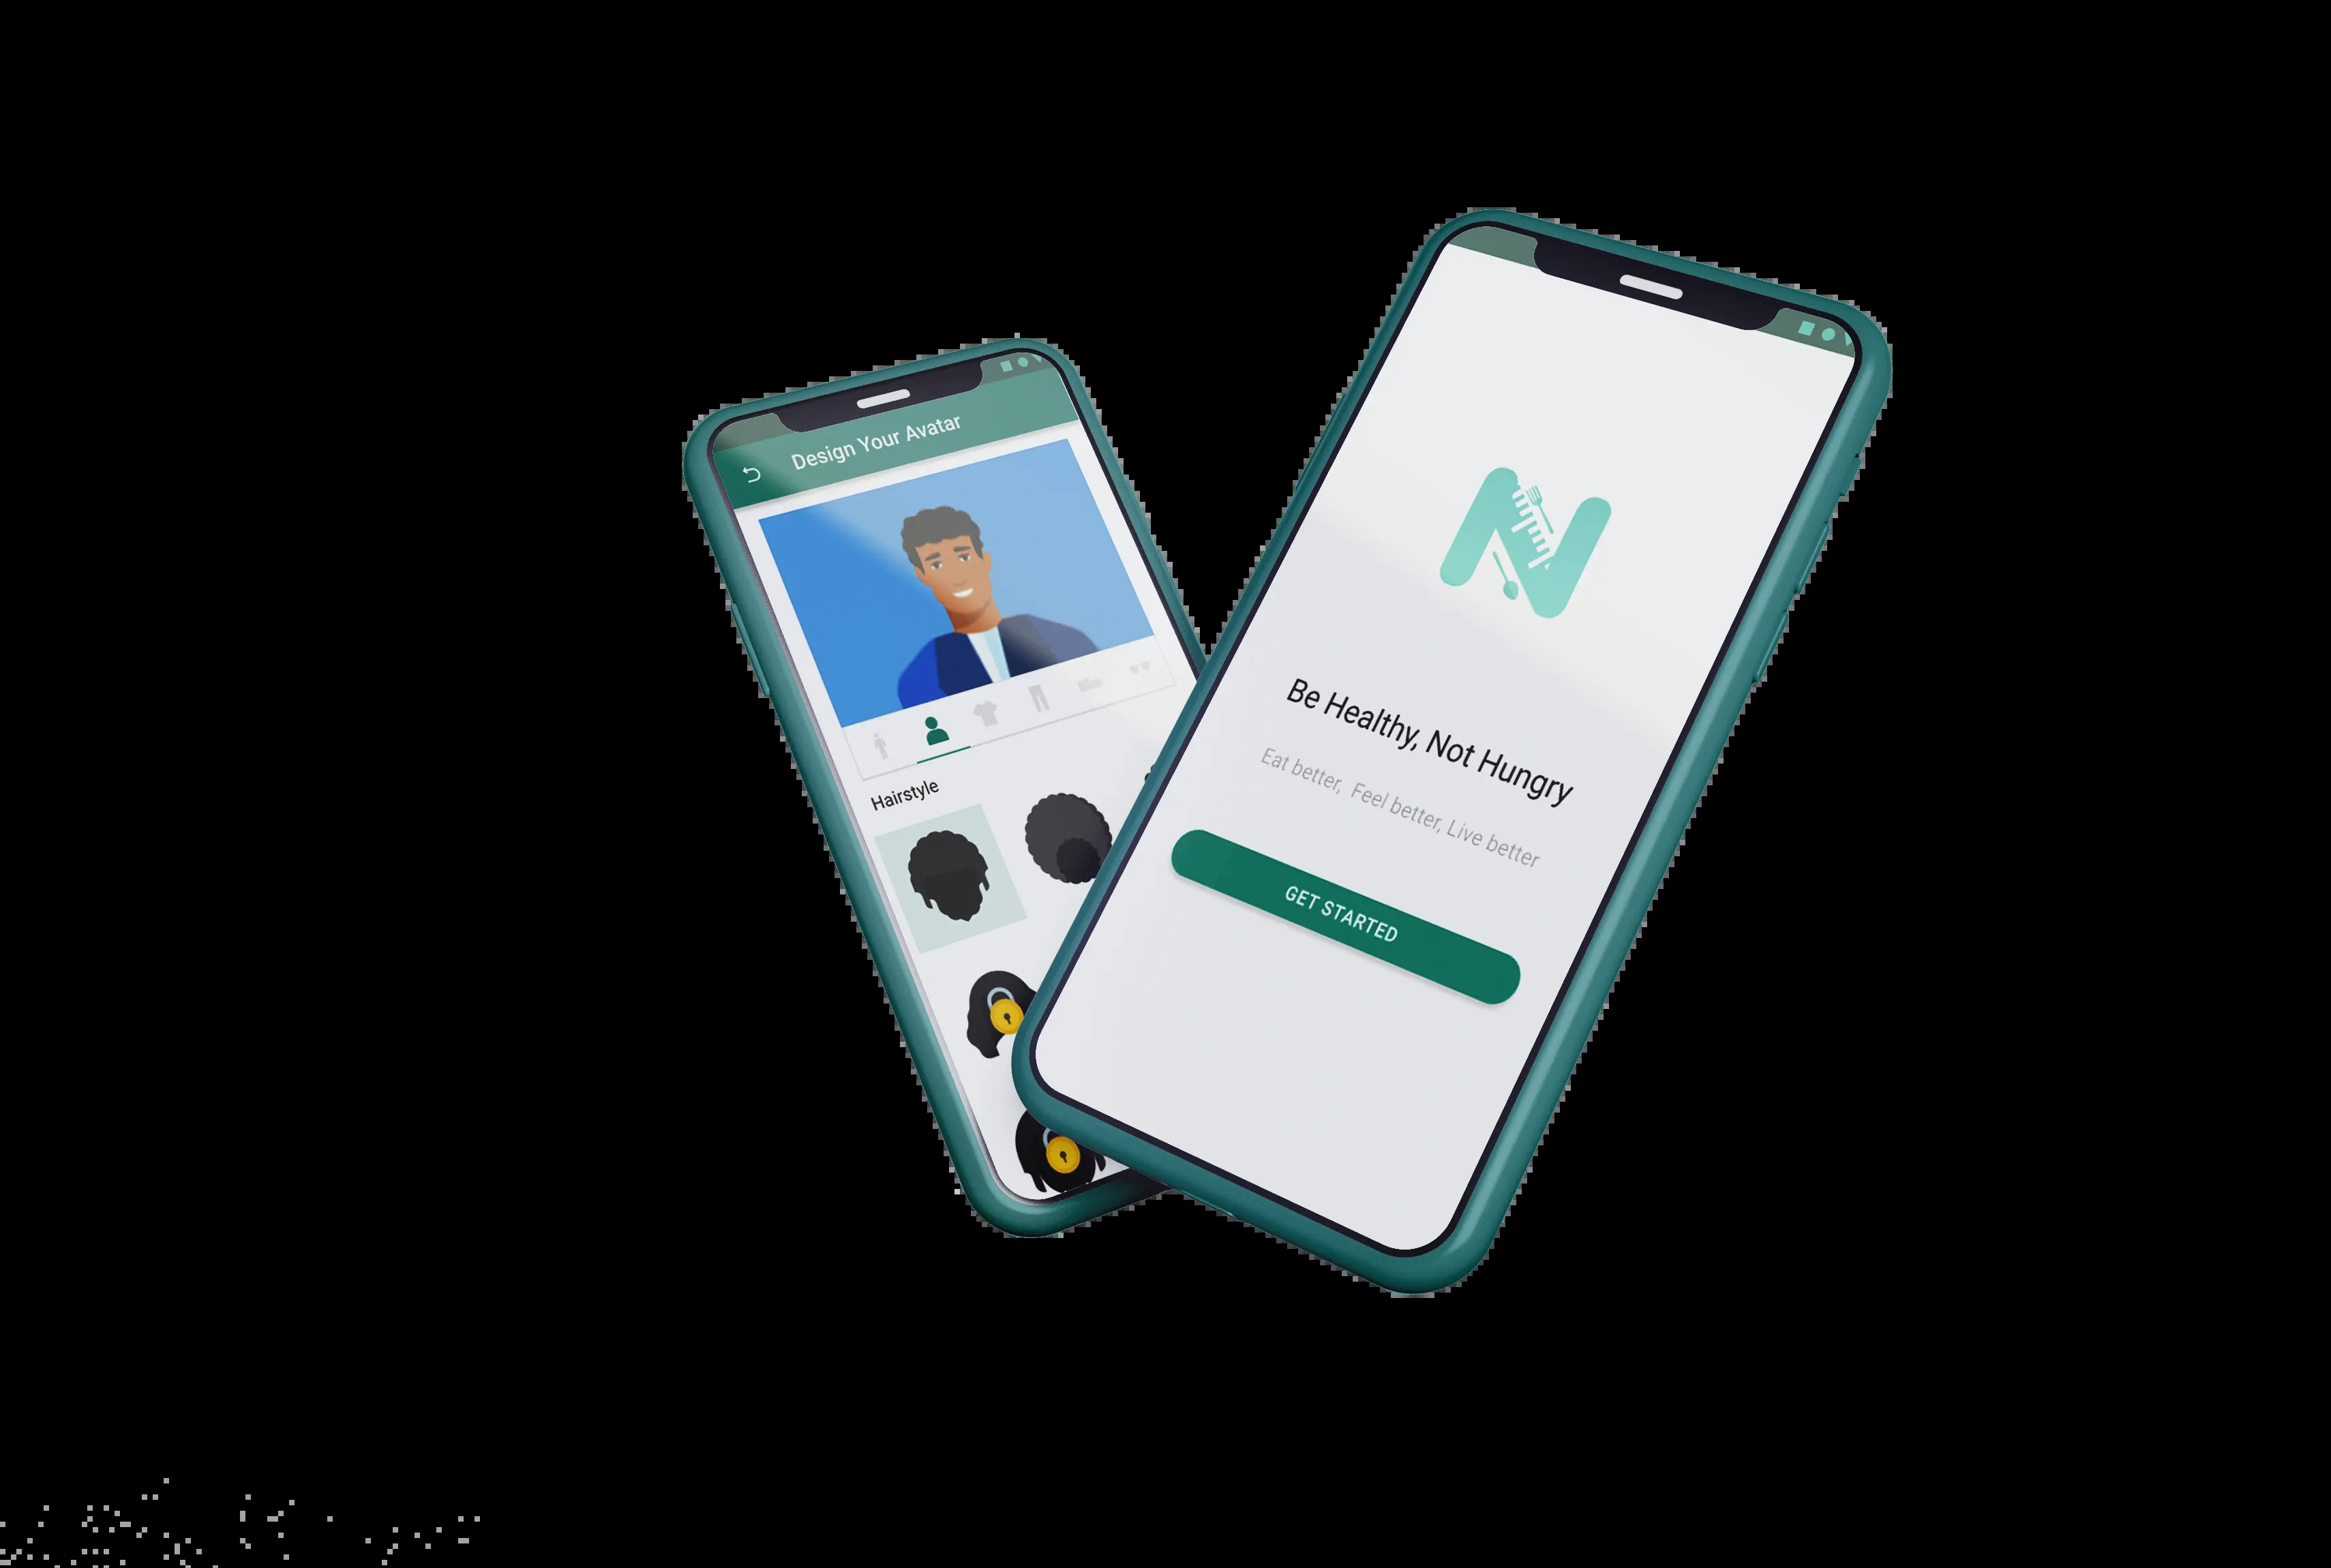 Design Your Avatar
Hairstyle
N
Be Healthy, Not Hungry
Eat better, Feel better, Live better
GET STARTED